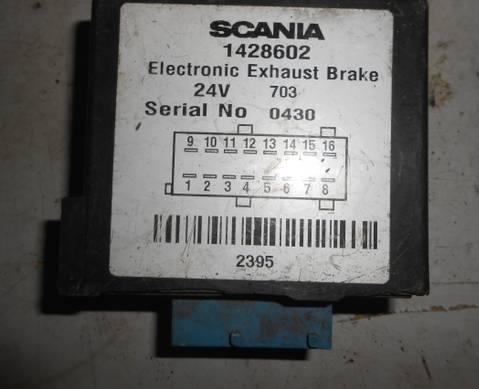 SCANIA
1428602
Electronic Exhaust Brake
24V 703
Serial No 0430
9 10 11 12 13 14 15 16
1 2 3 4 5 6 7 8
2395